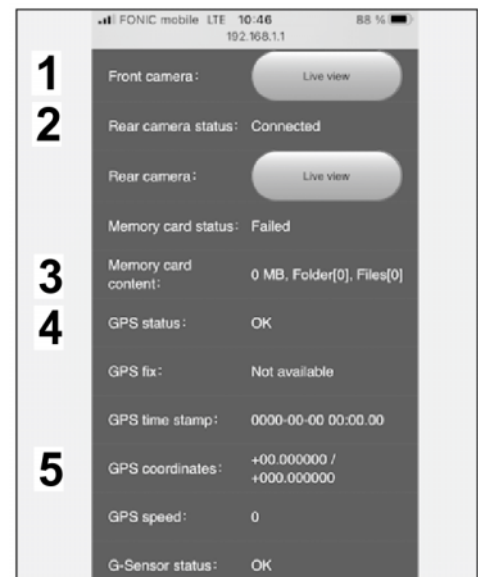 FONIC mobile LTE 10:46 88 %
192.168.1.1
1 Front camera: Live view
2 Rear camera status: Connected
Rear camera: Live view
Memory card status: Failed
Memory card
3 content: 0 MB, Folder[0], Files[0]
4 GPS status: OK
GPS fix: Not available
GPS time stamp: 0000-00-00 00:00.00
5 GPS coordinates: +00.000000 /
+000.000000
GPS speed: 0
G-Sensor status: OK